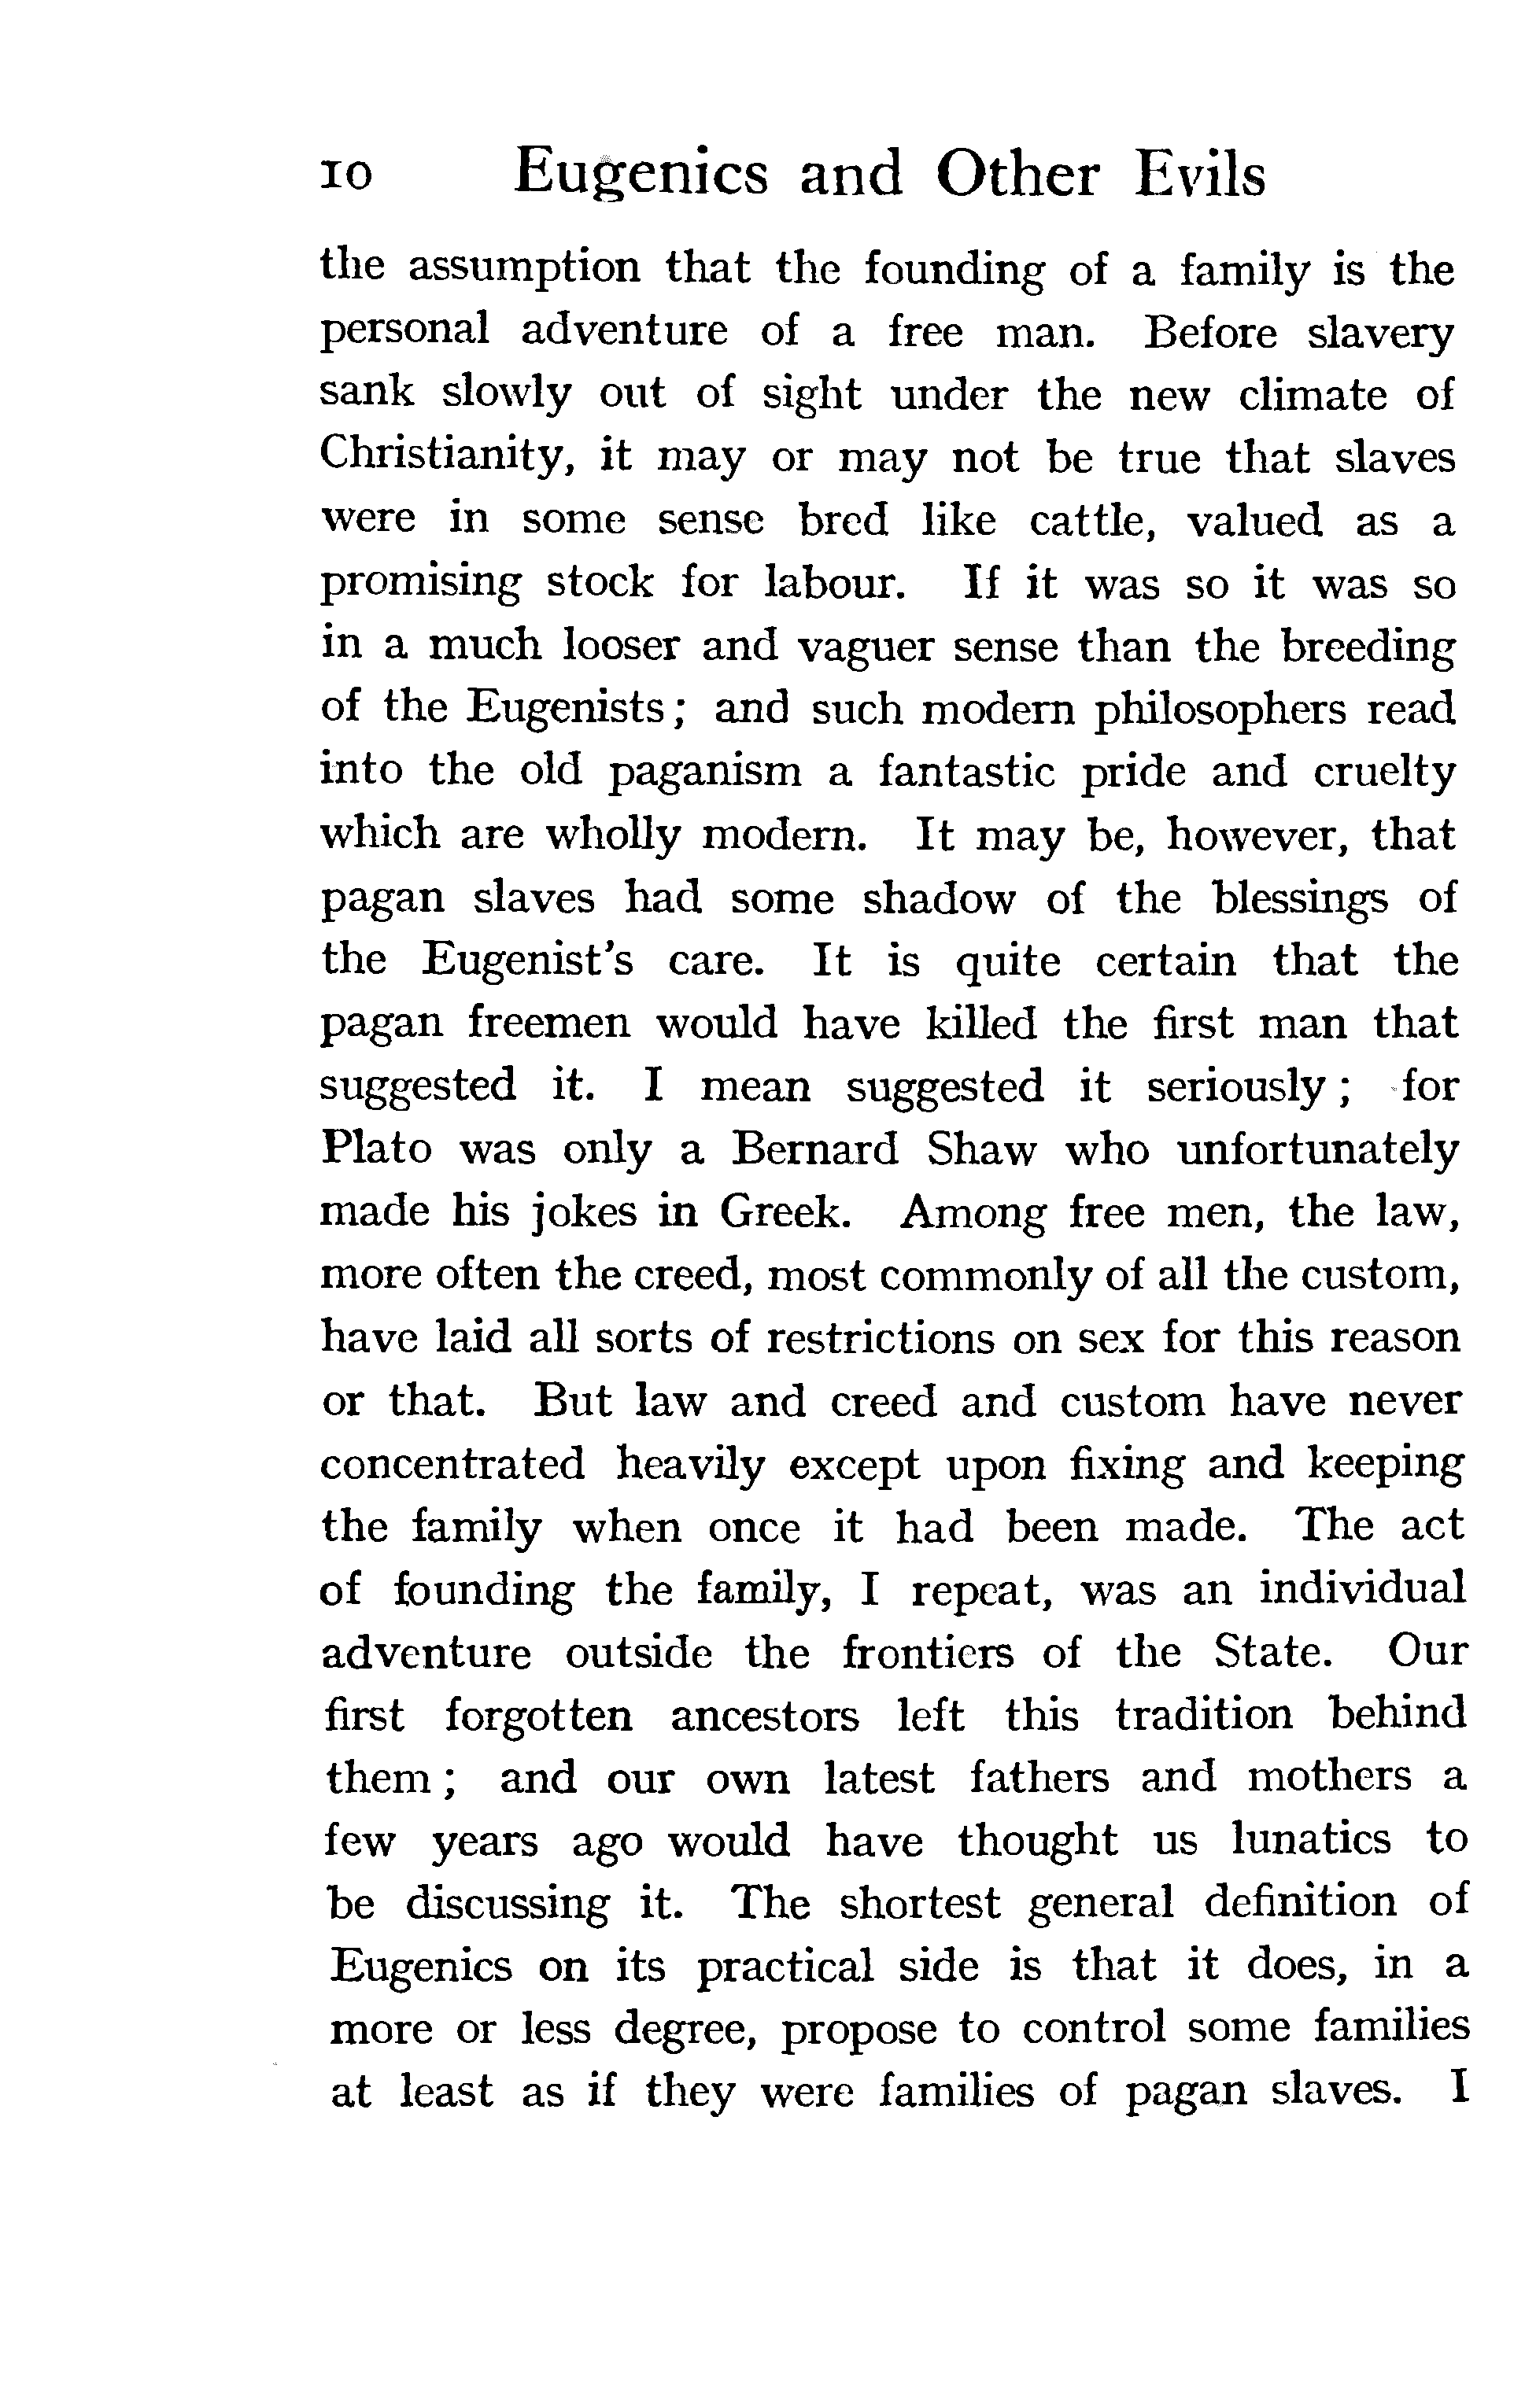 10 Eugenics and Other Evils
the assumption that the founding of a family is the
personal adventure of a free man. Before slavery
sank slowly out of sight under the new climate of
Christianity, it may or may not be true that slaves
were in some sense bred like cattle, valued as a
promising stock for labour. If it was so it was so
in a much looser and vaguer sense than the breeding
of the Eugenists; and such modern philosophers read
into the old paganism a fantastic pride and cruelty
which are wholly modern. It may be, however, that
pagan slaves had some shadow of the blessings of
the Eugenist's care. It is quite certain that the
pagan freemen would have killed the first man that
suggested it. I mean suggested it seriously; for
Plato was only a Bernard Shaw who unfortunately
made his jokes in Greek. Among free men, the law,
more often the creed, most commonly of all the custom,
have laid all sorts of restrictions on sex for this reason
or that. But law and creed and custom have never
concentrated heavily except upon fixing and keeping
the family when once it had been made. The act
of founding the family, I repeat, was an individual
adventure outside the frontiers of the State. Our
first forgotten ancestors left this tradition behind
them; and our own latest fathers and mothers a
few years ago would have thought us lunatics to
be discussing it. The shortest general definition of
Eugenics on its practical side is that it does, in a
more or less degree, propose to control some families
at least as if they were families of pagan slaves. I